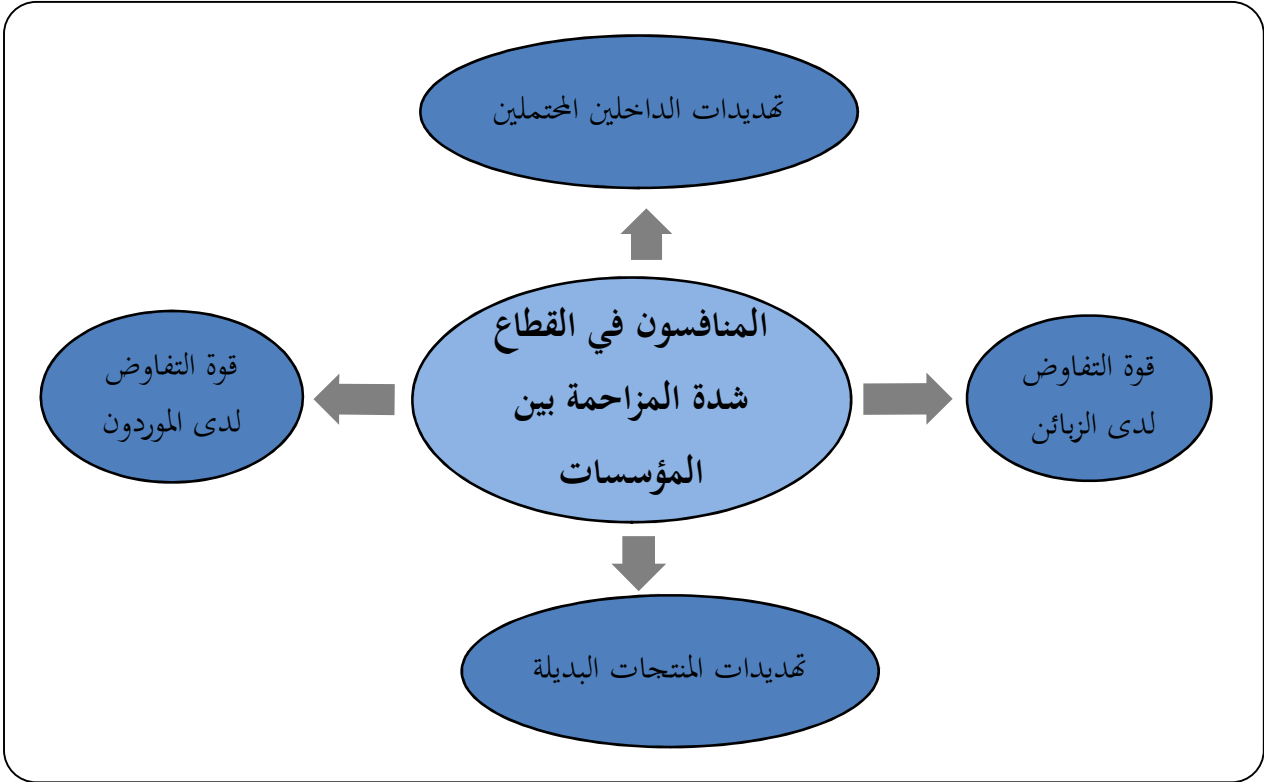 تهديدات الداخلين المحتملين
المنافسون في القطاع
شدة المزاحمة بين
المؤسسات
قوة التفاوض
لدى الزبائن
قوة التفاوض
لدى الموردون
تهديدات المنتجات البديلة